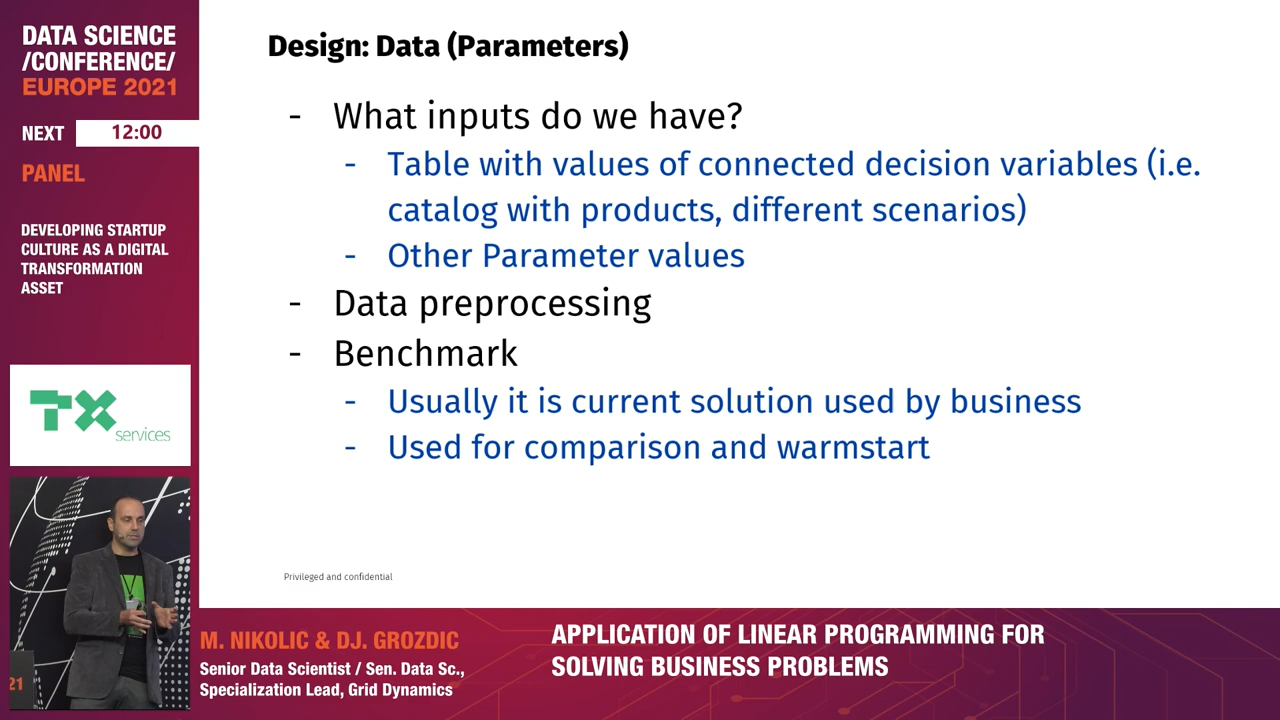 DATA SCIENCE
/CONFERENCE/
EUROPE 2021
NEXT 12:00
PANEL
DEVELOPING STARTUP
CULTURE AS A DIGITAL
TRANSFORMATION
ASSET
TX
services
21
Design: Data (Parameters)
- What inputs do we have?
- Table with values of connected decision variables (i.e.
catalog with products, different scenarios)
- Other Parameter values
- Data preprocessing
- Benchmark
- Usually it is current solution used by business
- Used for comparison and warmstart
Privileged and confidential
M. NIKOLIC & DJ. GROZDIC
Senior Data Scientist / Sen. Data Sc.,
Specialization Lead, Grid Dynamics
APPLICATION OF LINEAR PROGRAMMING FOR
SOLVING BUSINESS PROBLEMS